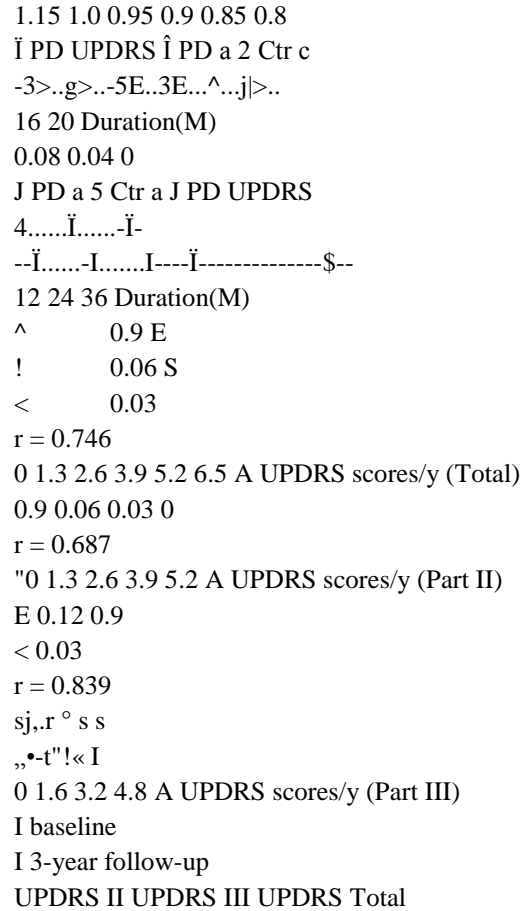 1.15 1.0 0.95 0.9 0.85 0.8
Ï PD UPDRS Î PD a 2 Ctr c
-3>..g>..-5E..3E...^...j|>..
16 20 Duration(M)
0.08 0.04 0
J PD a 5 Ctr a J PD UPDRS
4......Ï......-Ï-
--Ï......-I.......I----Ï--------------$--
12 24 36 Duration(M)
^ 0.9 E
! 0.06 S
< 0.03
r = 0.746
0 1.3 2.6 3.9 5.2 6.5 A UPDRS scores/y (Total)
0.9 0.06 0.03 0
r = 0.687
"0 1.3 2.6 3.9 5.2 A UPDRS scores/y (Part II)
E 0.12 0.9
< 0.03
r = 0.839
sj,.r ° s s
„•-t"!« I
0 1.6 3.2 4.8 A UPDRS scores/y (Part III)
I baseline
I 3-year follow-up
UPDRS II UPDRS III UPDRS Total